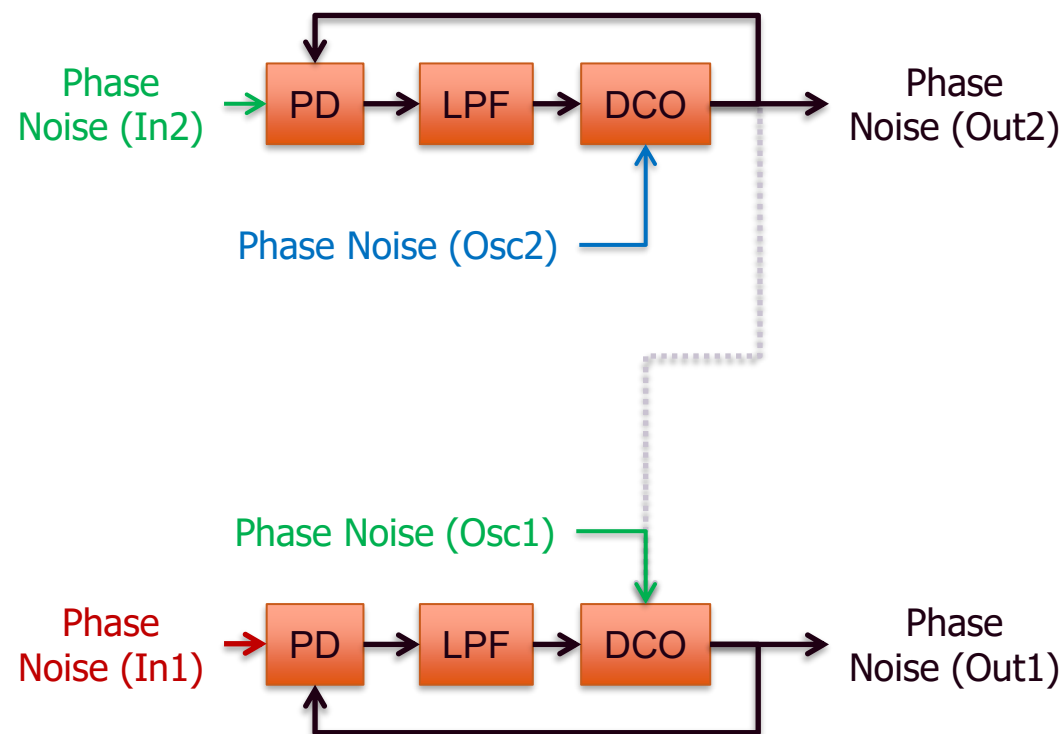 Phase
Noise (In2)
PD
LPF
DCO
Phase
Noise (Out2)
Phase Noise (Osc2)
Phase Noise (Osc1)
Phase
Noise (In1)
PD
LPF
DCO
Phase
Noise (Out1)